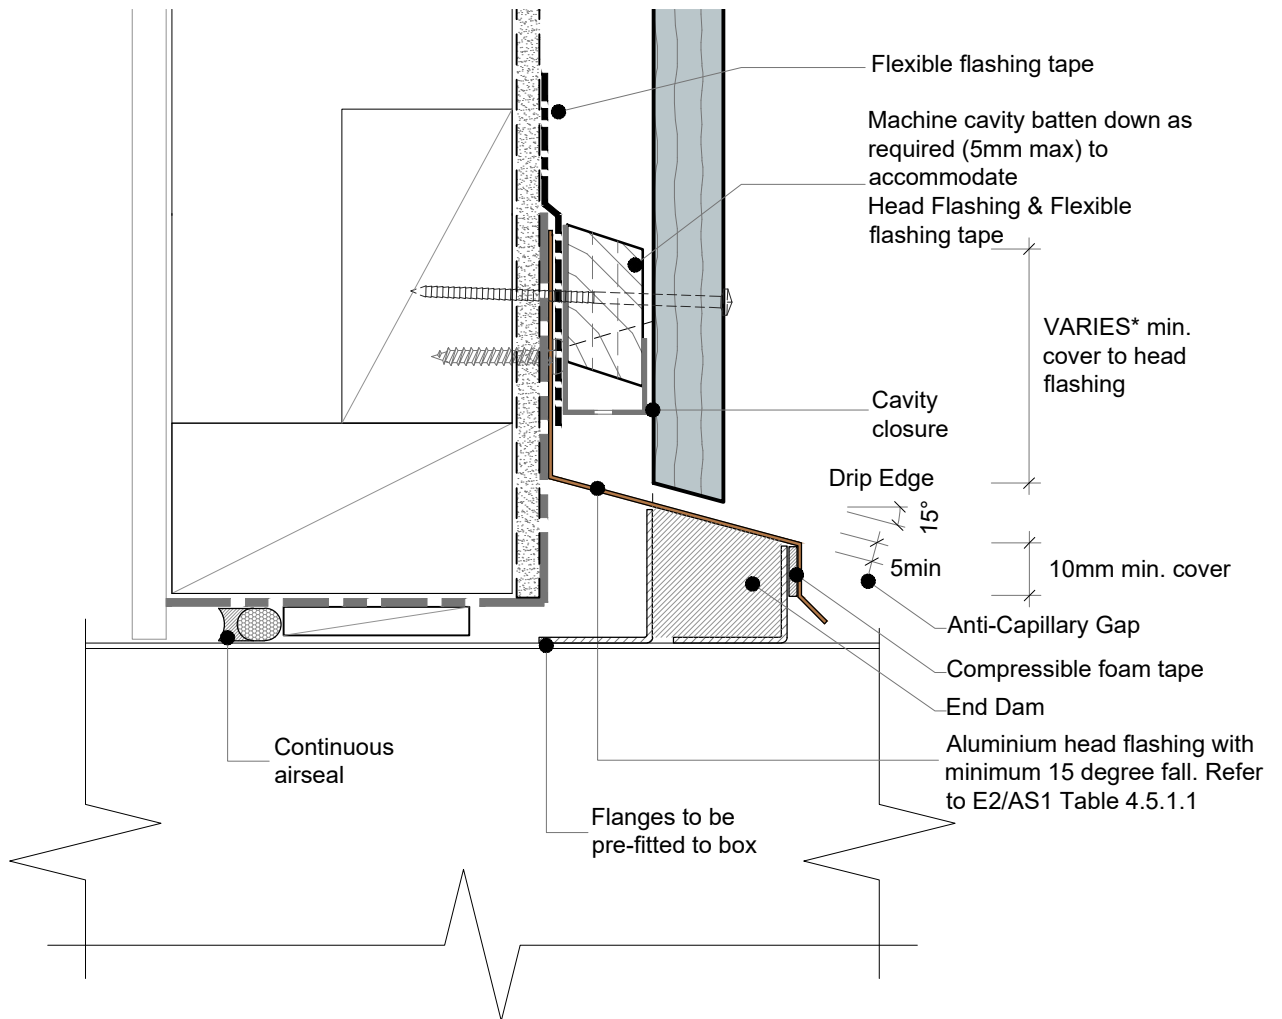 Flexible flashing tape
Machine cavity batten down as
required (5mm max) to
accommodate
Head Flashing & Flexible
flashing tape
VARIES* min.
cover to head
flashing
Cavity
closure
Drip Edge
15°
5min
10mm min. cover
Anti-Capillary Gap
Compressible foam tape
End Dam
Aluminium head flashing with
minimum 15 degree fall. Refer
to E2/AS1 Table 4.5.1.1
Continuous
airseal
Flanges to be
pre-fitted to box